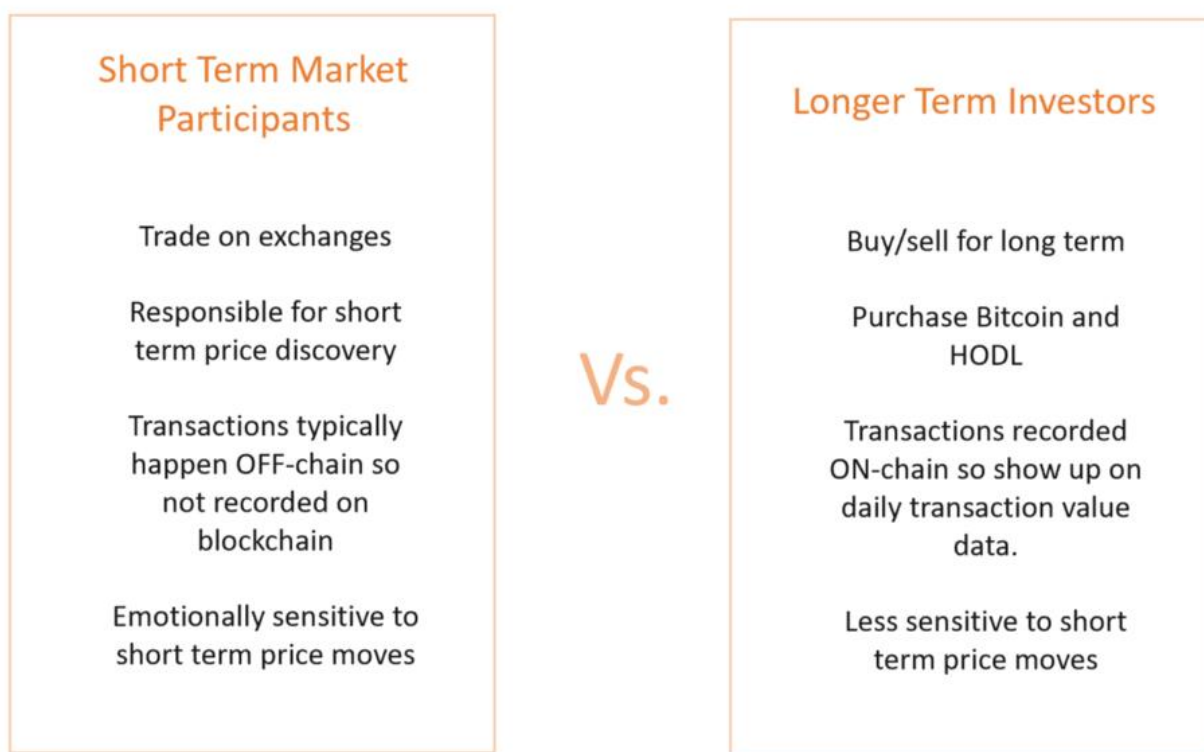 Short Term Market
Participants
Trade on exchanges
Responsible for short
term price discovery
Transactions typically
happen OFF-chain so
not recorded on
blockchain
Emotionally sensitive to
short term price moves
Vs.
Longer Term Investors
Buy/sell for long term
Purchase Bitcoin and
HODL
Transactions recorded
ON-chain so show up on
daily transaction value
data.
Less sensitive to short
term price moves